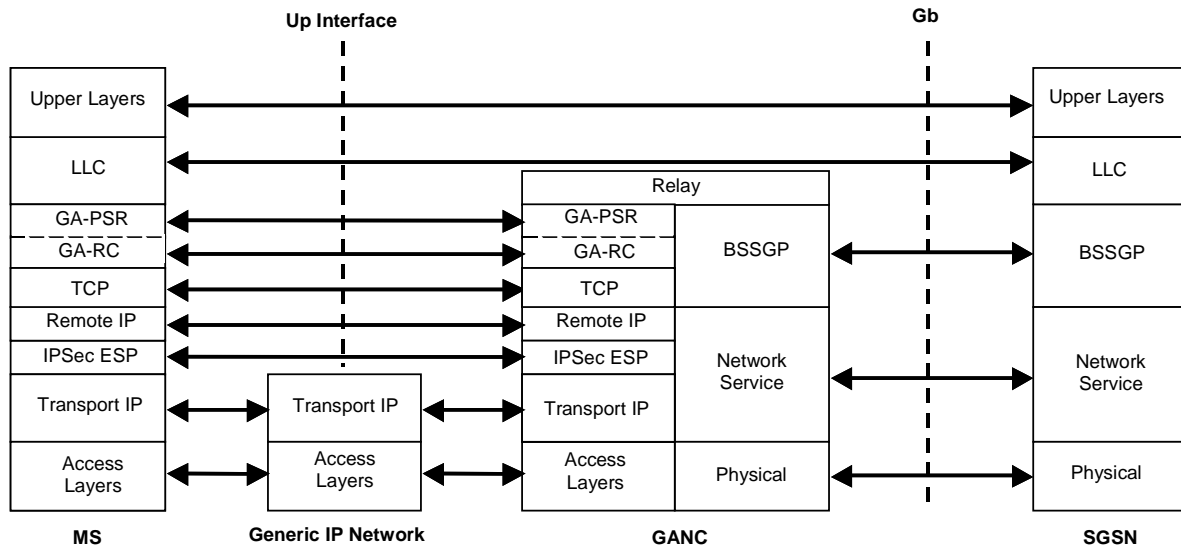 Up Interface
Gb
Upper Layers
Upper Layers
LLC
LLC
Relay
GA-PSR
GA-PSR
GA-RC
GA-RC
BSSGP
BSSGP
TCP
TCP
Remote IP
Remote IP
IPSec ESP
IPSec ESP
Network
Service
Network
Service
Transport IP
Transport IP
Transport IP
Access
Layers
Access
Layers
Access
Layers
Physical
Physical
MS
Generic IP Network
GANC
SGSN